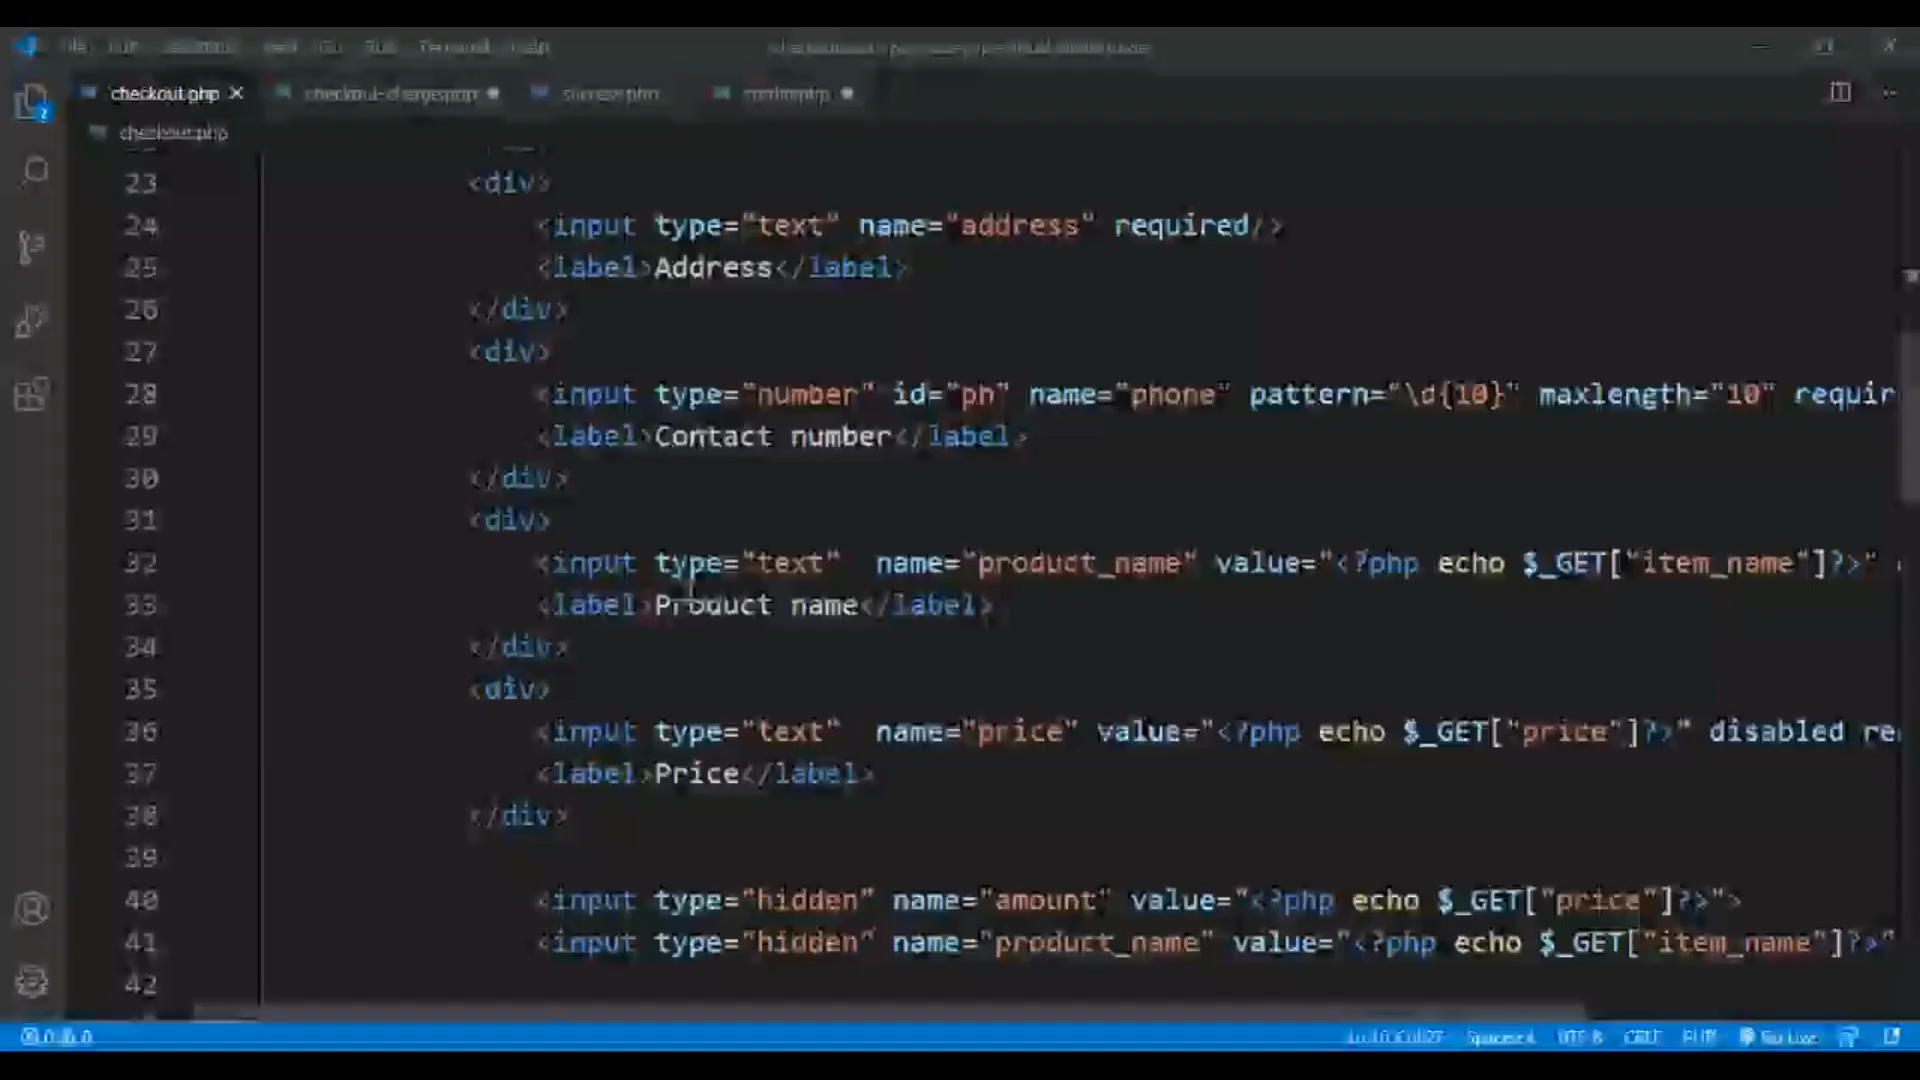 checkout.php ×
checkout.php
23 <div>
24 <input type="text" name="address" required/>
25 <label>Address</label>
26 </div>
27 <div>
28 <input type="number" id="ph" name="phone" pattern="\d{10}" maxlength="10" requir
29 <label>Contact number</label>
30 </div>
31 <div>
32 <input type="text"  name="product_name" value="<?php echo $_GET["item_name"]?>"
33 <label>Product name</label>
34 </div>
35 <div>
36 <input type="text"  name="price" value="<?php echo $_GET["price"]?>" disabled re
37 <label>Price</label>
38 </div>
39
40 <input type="hidden" name="amount" value="<?php echo $_GET["price"]?>">
41 <input type="hidden" name="product_name" value="<?php echo $_GET["item_name"]?>"
42